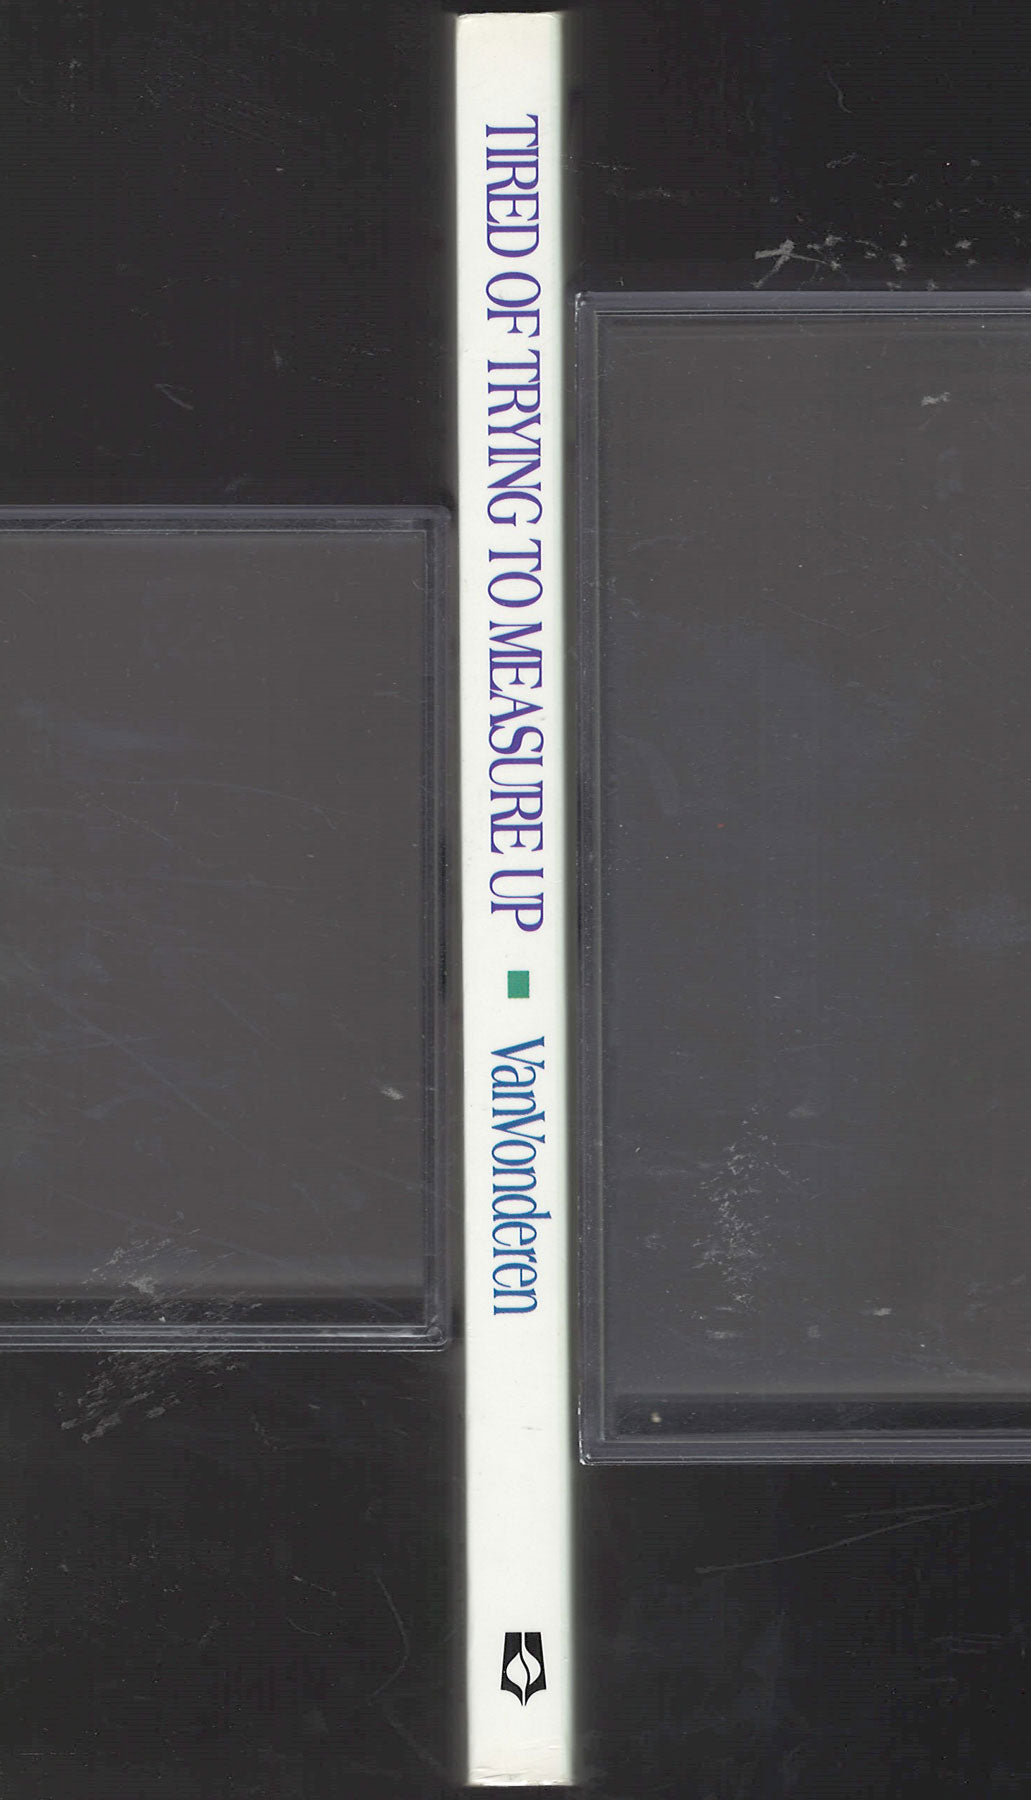 TIRED OF TRYING TO MEASURE UP ■ VanVonderen